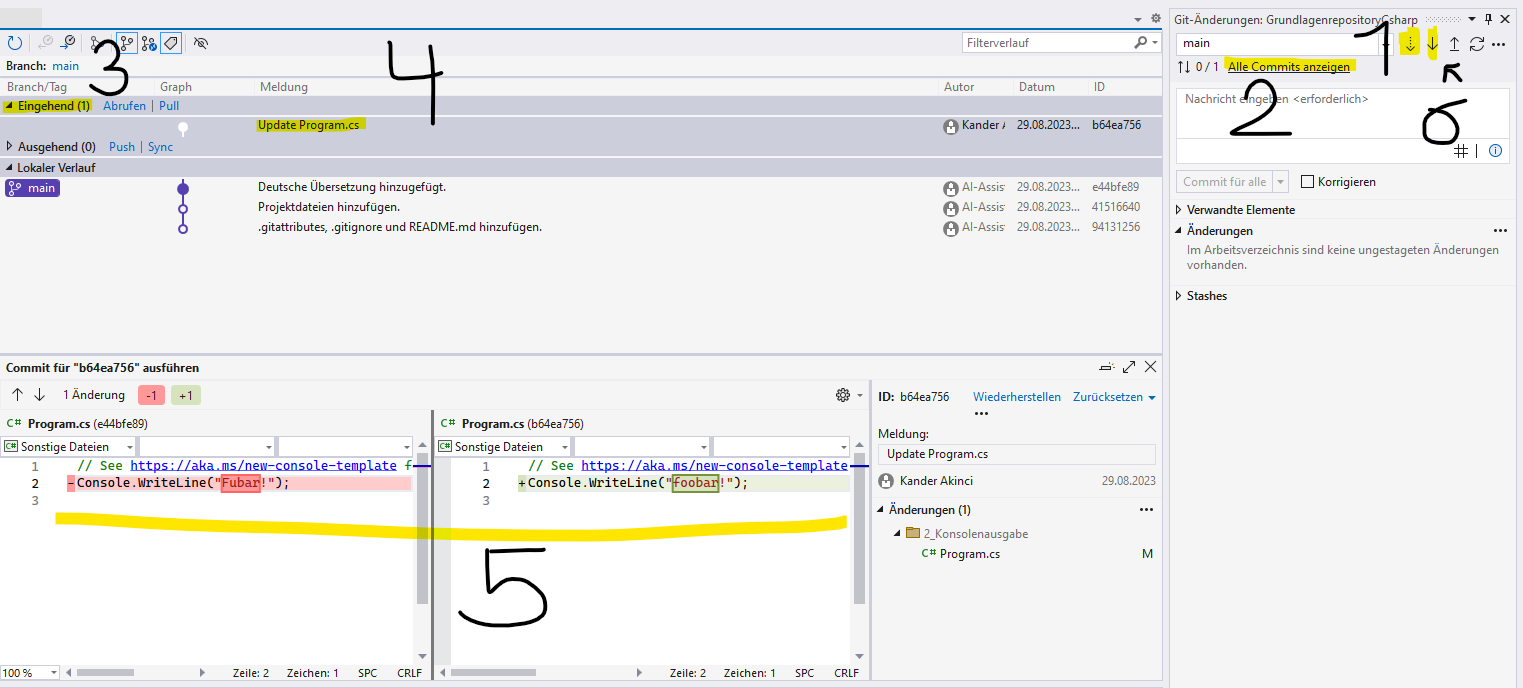 Git-Änderungen: GrundlagenrepositoryCsharp
main
1
0 / 1 Alle Commits anzeigen
Nachricht eingeben <erforderlich>
2
6
Commit für alle
Korrigieren
Verwandte Elemente
Änderungen
Im Arbeitsverzeichnis sind keine ungestageten Änderungen
vorhanden.
Stashes
3
4
Filterverlauf
Branch: main
Branch/Tag Graph Meldung Autor Datum ID
Eingehend (1) Abrufen | Pull
Update Program.cs Kander 29.08.2023... b64ea756
Ausgehend (0) Push | Sync
Lokaler Verlauf
main Deutsche Übersetzung hinzugefügt. AI-Assis 29.08.2023... e44bfe89
Projektdateien hinzufügen. AI-Assis 29.08.2023... 41516640
.gitattributes, .gitignore und README.md hinzufügen. AI-Assis 29.08.2023... 94131256
Commit für "b64ea756" ausführen
1 Änderung -1 +1
C# Program.cs (e44bfe89)
C# Sonstige Dateien
1 // See https://aka.ms/new-console-template f
2 -Console.WriteLine("Fubar!");
3
C# Program.cs (b64ea756)
C# Sonstige Dateien
1 // See https://aka.ms/new-console-template
2 +Console.WriteLine("foobar!");
3
5
100 % Zeile: 2 Zeichen: 1 SPC CRLF
Zeile: 2 Zeichen: 1 SPC CRLF
ID: b64ea756 Wiederherstellen Zurücksetzen
Meldung:
Update Program.cs
Kander Akinci 29.08.2023
Änderungen (1)
2_Konsolenausgabe
C# Program.cs M